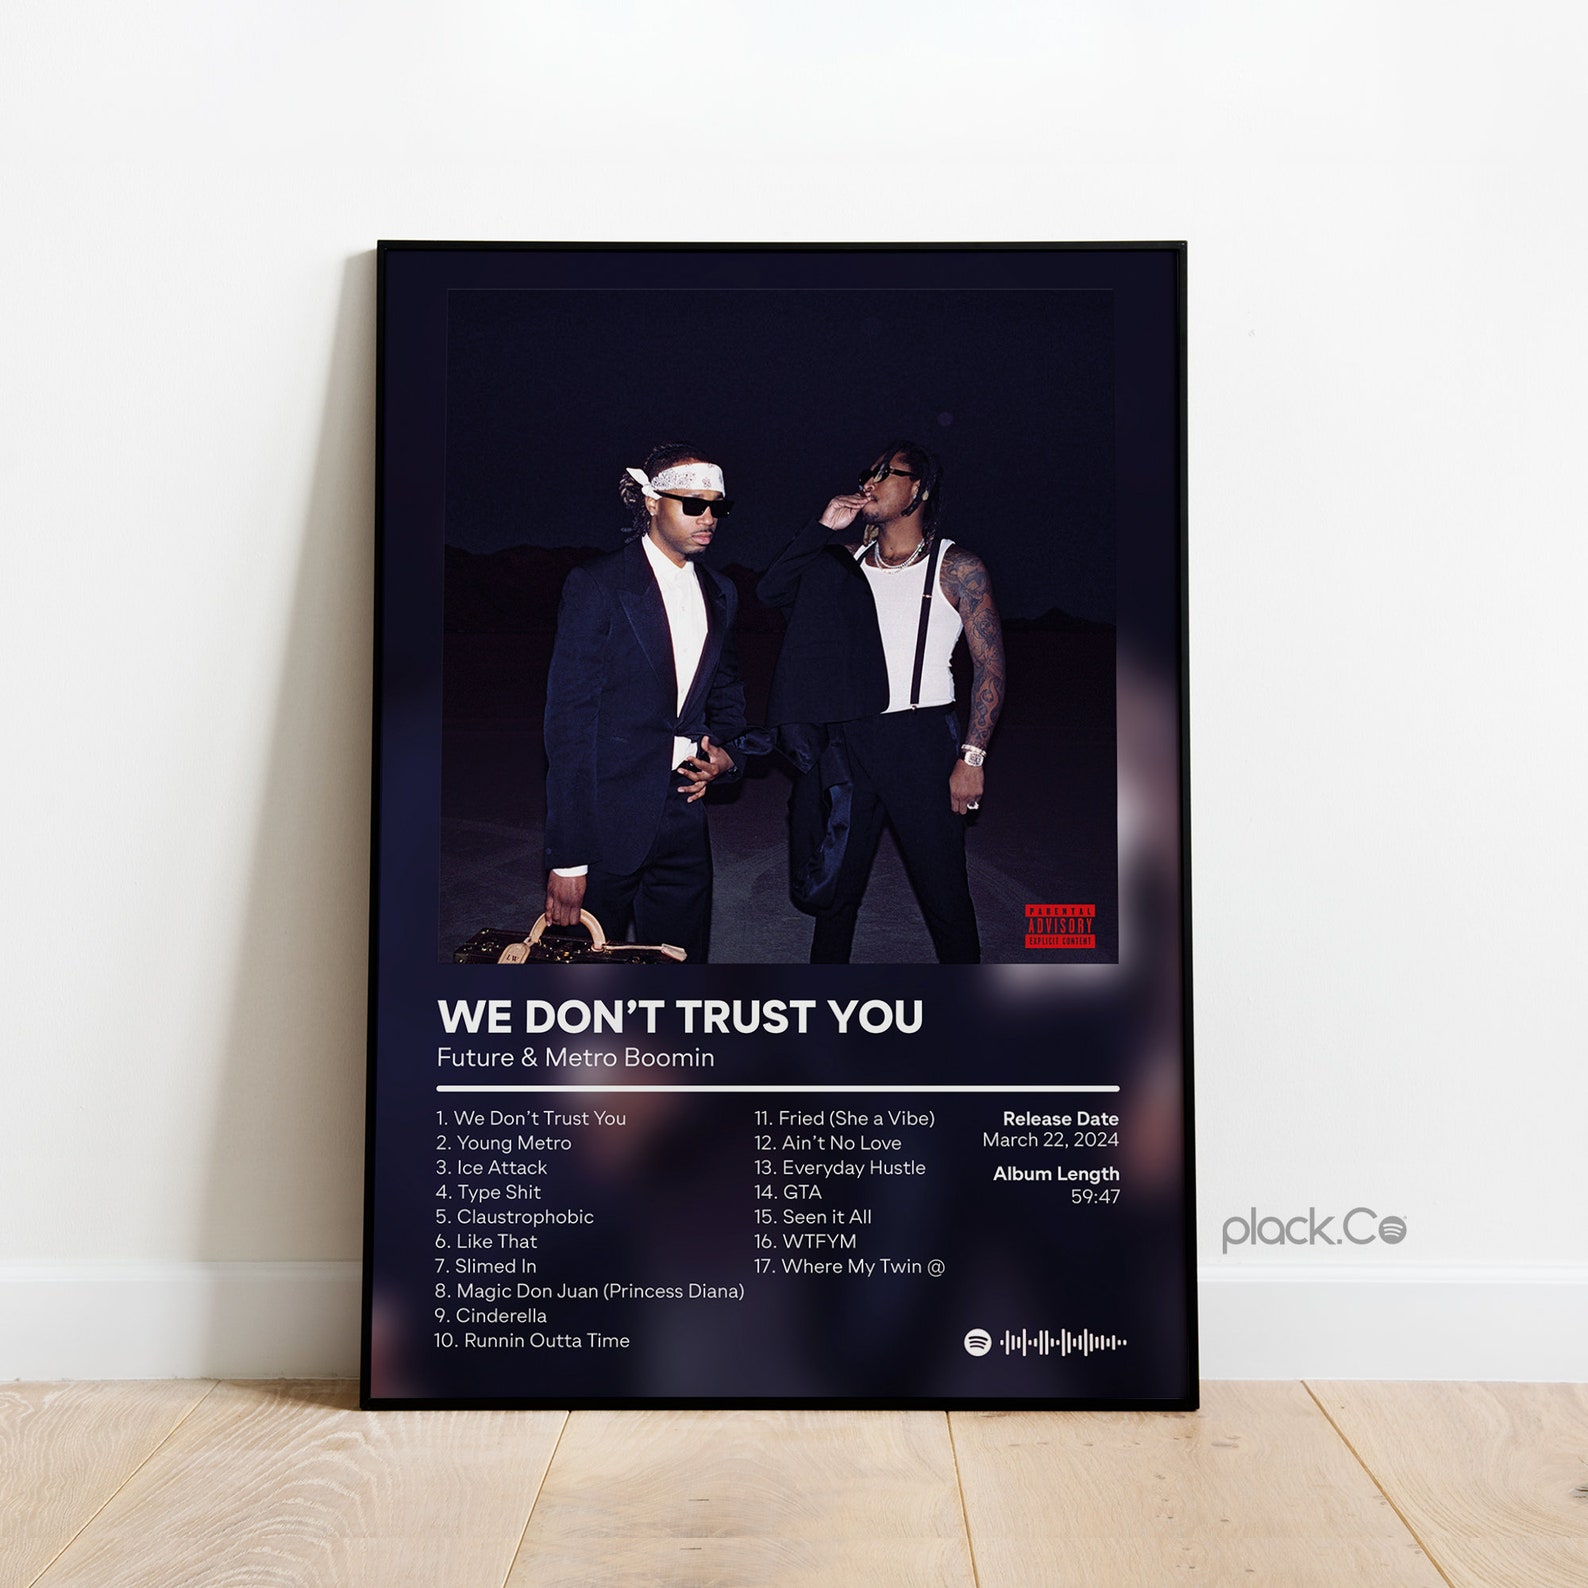 PARENTAL
ADVISORY
EXPLICIT CONTENT
WE DON'T TRUST YOU
Future & Metro Boomin
1. We Don't Trust You
2. Young Metro
3. Ice Attack
4. Type Shit
5. Claustrophobic
6. Like That
7. Slimed In
8. Magic Don Juan (Princess Diana)
9. Cinderella
10. Runnin Outta Time
11. Fried (She a Vibe)
12. Ain't No Love
13. Everyday Hustle
14. GTA
15. Seen it All
16. WTFYM
17. Where My Twin @
Release Date
March 22, 2024
Album Length
59:47
plack.Co